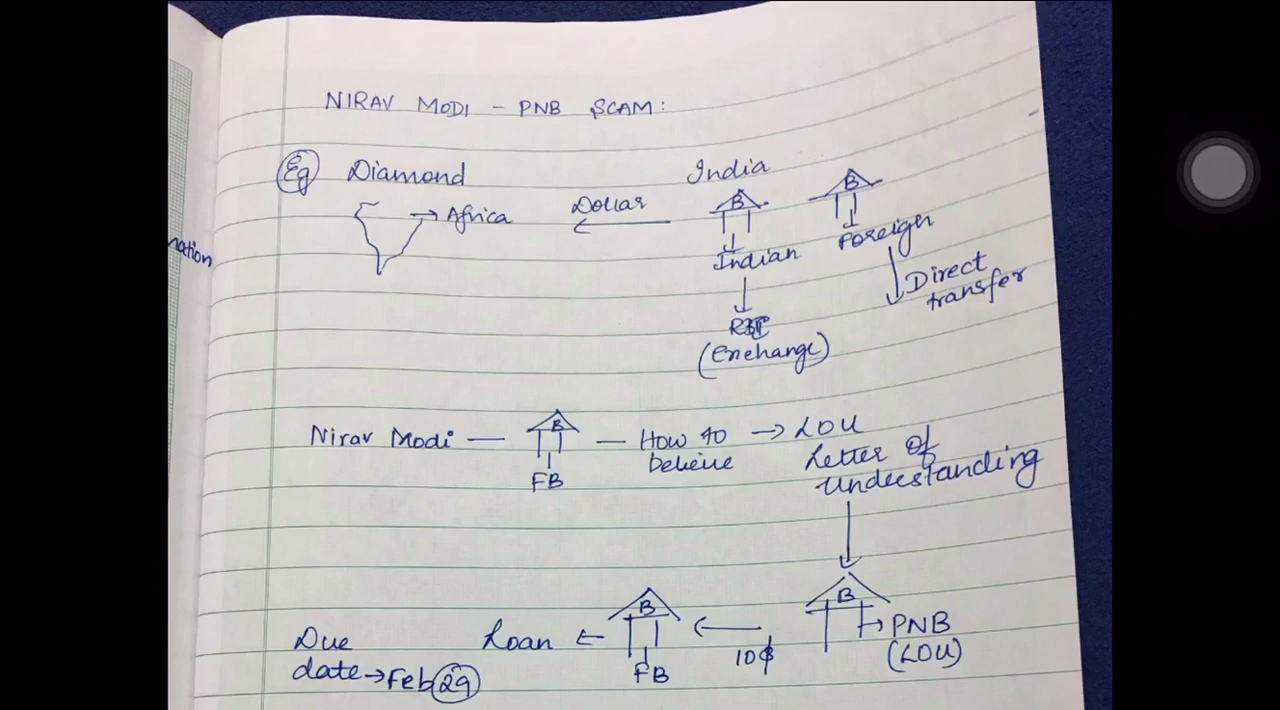 NIRAV MODI - PNB SCAM:
Eg Diamond
India
B
B
→ Africa
Dollar
Foreign
nation
Indian
Direct
transfer
(Exchange)
Nirav Modi — B — How to → LOU
believe
Letter of
Understanding
FB
B
B
Due
Loan
PNB
10$
(LOU)
date → Feb 29
FB